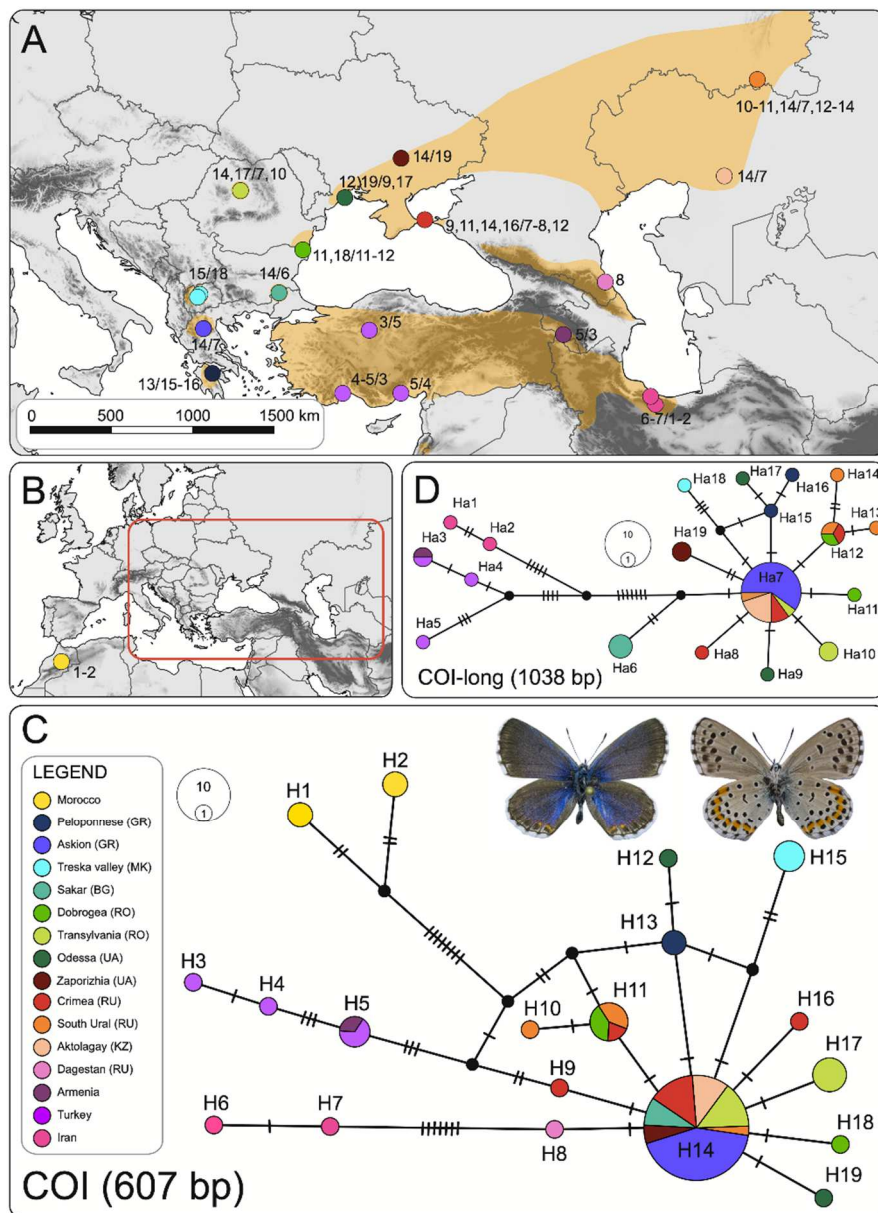 A
10-11,14/7,12-14
14/19
14/7
14,17/7,10
12,19/9,17
9,11,14,16/7-8,12
11,18/11-12
15/18
14/6
8
3/5
5/3
14/7
4-5/3
5/4
13/15-16
6-7/1-2
0 500 1000 1500 km
B
1-2
D
Ha17
Ha16
Ha14
Ha18
Ha1
Ha15
Ha13
Ha2
Ha19
Ha12
Ha3
10
1
Ha4
Ha7
Ha11
Ha5
Ha6
Ha8
Ha10
Ha9
COI-long (1038 bp)
C
LEGEND
Morocco
Peloponnese (GR)
Askion (GR)
Treska valley (MK)
Sakar (BG)
Dobrogea (RO)
Transylvania (RO)
Odessa (UA)
Zaporizhia (UA)
Crimea (RU)
South Ural (RU)
Aktolagay (KZ)
Dagestan (RU)
Armenia
Turkey
Iran
10
1
H2
H1
H12
H15
H13
H3
H4
H5
H10
H11
H16
H9
H17
H6
H7
H8
H14
H18
H19
COI (607 bp)